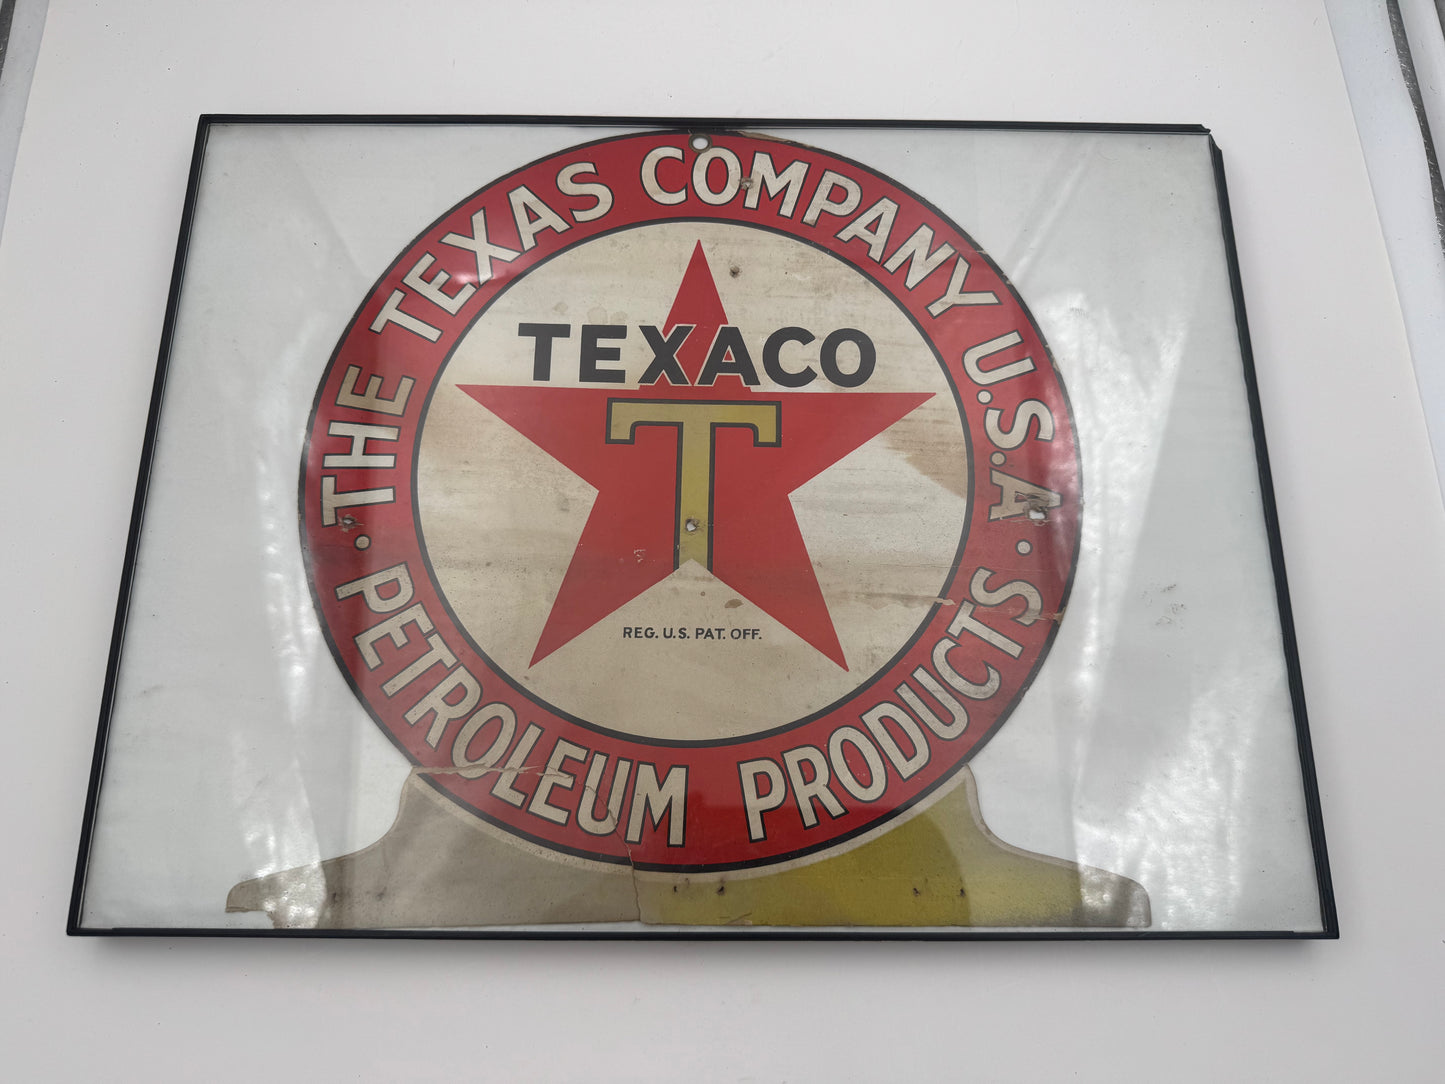 THE TEXAS COMPANY U.S.A.
TEXACO
T
REG. U.S. PAT. OFF.
· PETROLEUM PRODUCTS ·